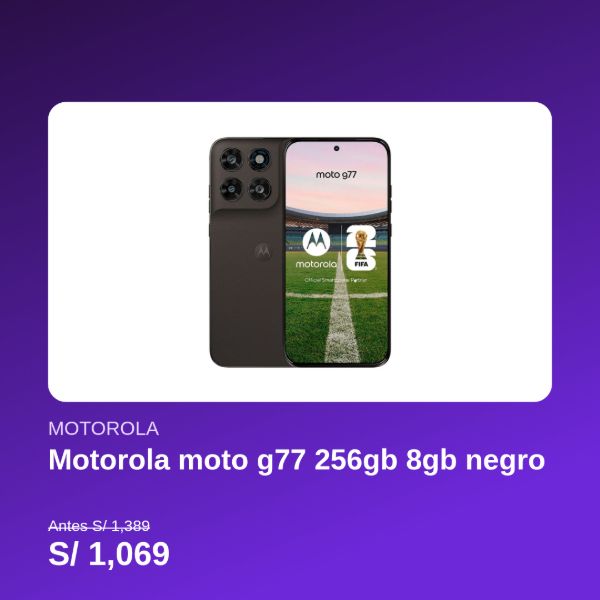 moto g77
motorola
FIFA
Official Smartphone Partner
MOTOROLA
Motorola moto g77 256gb 8gb negro
Antes S/ 1,389
S/ 1,069